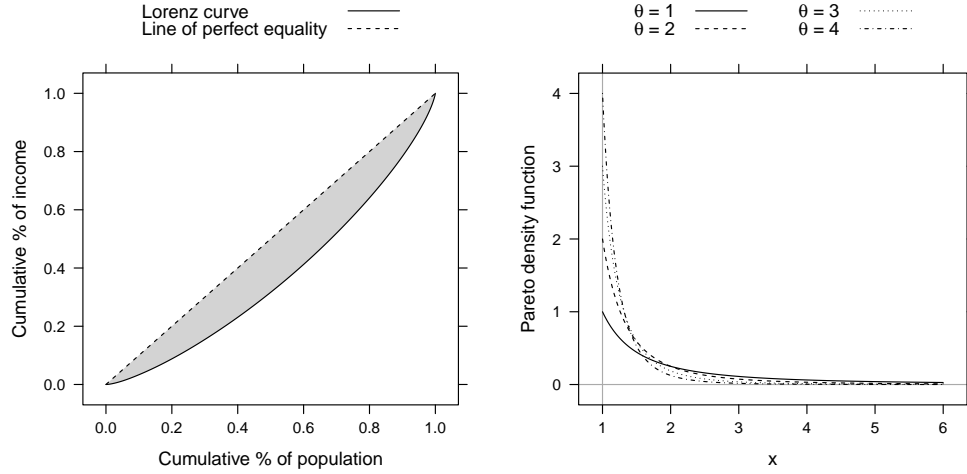 Lorenz curve
Line of perfect equality
1.0
0.8
0.6
0.4
0.2
0.0
0.0 0.2 0.4 0.6 0.8 1.0
Cumulative % of income
Cumulative % of population
θ = 1
θ = 2
θ = 3
θ = 4
4
3
2
1
0
1 2 3 4 5 6
Pareto density function
x